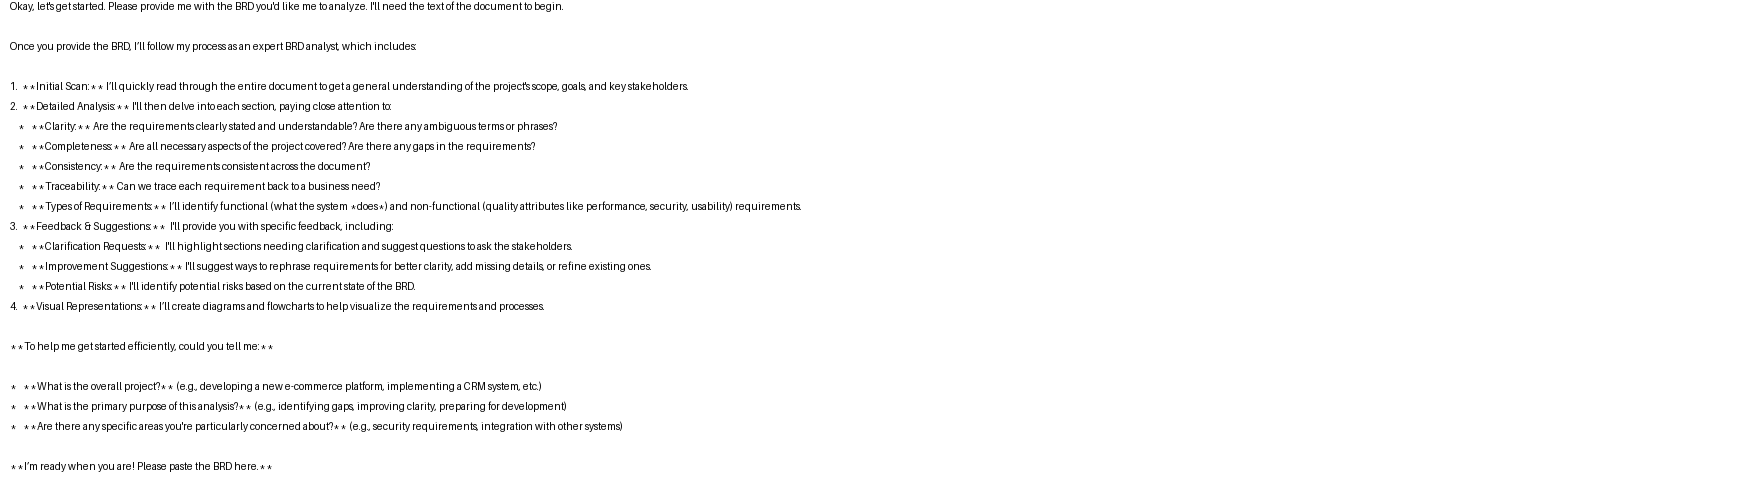 Okay, let's get started. Please provide me with the BRD you'd like me to analyze. I'll need the text of the document to begin.
Once you provide the BRD, I'll follow my process as an expert BRD analyst, which includes:
1. **Initial Scan:** I'll quickly read through the entire document to get a general understanding of the project's scope, goals, and key stakeholders.
2. **Detailed Analysis:** I'll then delve into each section, paying close attention to:
* **Clarity:** Are the requirements clearly stated and understandable? Are there any ambiguous terms or phrases?
* **Completeness:** Are all necessary aspects of the project covered? Are there any gaps in the requirements?
* **Consistency:** Are the requirements consistent across the document?
* **Traceability:** Can we trace each requirement back to a business need?
* **Types of Requirements:** I'll identify functional (what the system *does*) and non-functional (quality attributes like performance, security, usability) requirements.
3. **Feedback & Suggestions:** I'll provide you with specific feedback, including:
* **Clarification Requests:** I'll highlight sections needing clarification and suggest questions to ask the stakeholders.
* **Improvement Suggestions:** I'll suggest ways to rephrase requirements for better clarity, add missing details, or refine existing ones.
* **Potential Risks:** I'll identify potential risks based on the current state of the BRD.
4. **Visual Representations:** I'll create diagrams and flowcharts to help visualize the requirements and processes.
**To help me get started efficiently, could you tell me:**
* **What is the overall project?** (e.g., developing a new e-commerce platform, implementing a CRM system, etc.)
* **What is the primary purpose of this analysis?** (e.g., identifying gaps, improving clarity, preparing for development)
* **Are there any specific areas you're particularly concerned about?** (e.g., security requirements, integration with other systems)
**I'm ready when you are! Please paste the BRD here.**